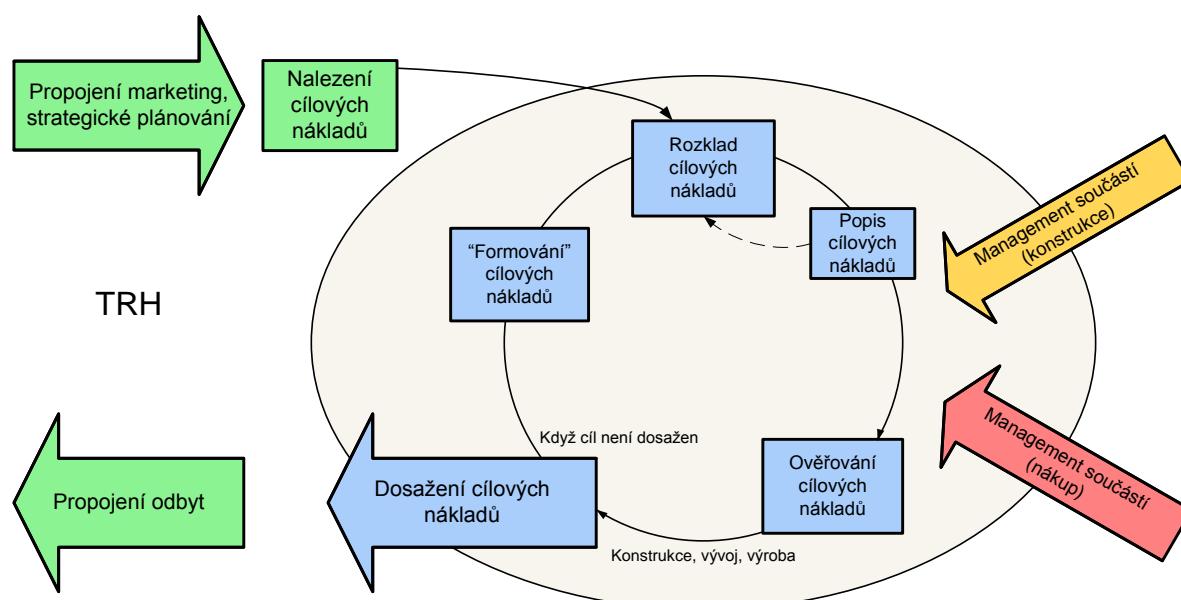 Propojení marketing,
strategické plánování
Nalezení
cílových
nákladů
Rozklad
cílových
nákladů
Popis
cílových
nákladů
Management součástí
(konstrukce)
“Formování”
cílových
nákladů
TRH
Management součástí
(nákup)
Když cíl není dosažen
Ověřování
cílových
nákladů
Dosažení cílových
nákladů
Propojení odbyt
Konstrukce, vývoj, výroba